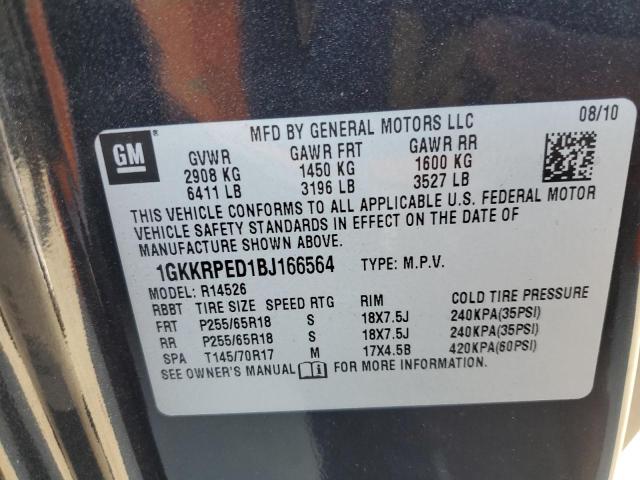 GM ®
MFD BY GENERAL MOTORS LLC 08/10
GVWR GAWR FRT GAWR RR
2908 KG 1450 KG 1600 KG
6411 LB 3196 LB 3527 LB
THIS VEHICLE CONFORMS TO ALL APPLICABLE U.S. FEDERAL MOTOR
VEHICLE SAFETY STANDARDS IN EFFECT ON THE DATE OF
MANUFACTURE SHOWN ABOVE.
1GKKRPED1BJ166564 TYPE: M.P.V.
MODEL: R14526
RBBT TIRE SIZE SPEED RTG RIM COLD TIRE PRESSURE
FRT P255/65R18 S 18X7.5J 240KPA(35PSI)
RR P255/65R18 S 18X7.5J 240KPA(35PSI)
SPA T145/70R17 M 17X4.5B 420KPA(60PSI)
SEE OWNER'S MANUAL i FOR MORE INFORMATION.